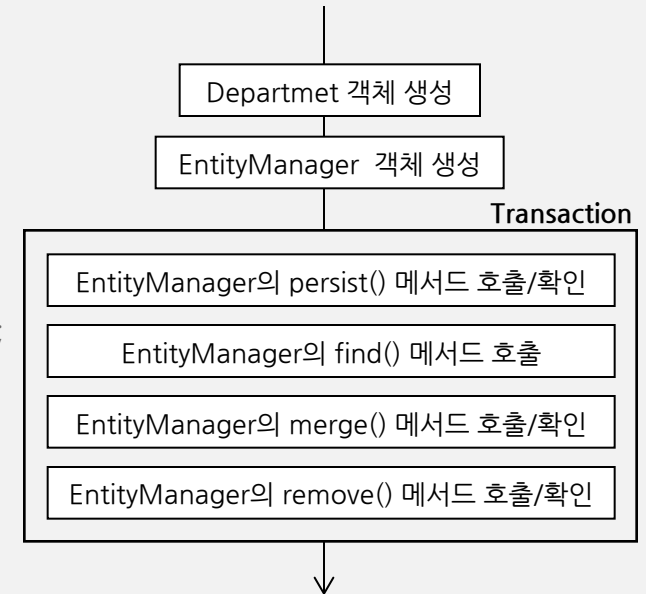 Departmet 객체 생성
EntityManager 객체 생성
Transaction
EntityManager의 persist() 메서드 호출/확인
EntityManager의 find() 메서드 호출
EntityManager의 merge() 메서드 호출/확인
EntityManager의 remove() 메서드 호출/확인